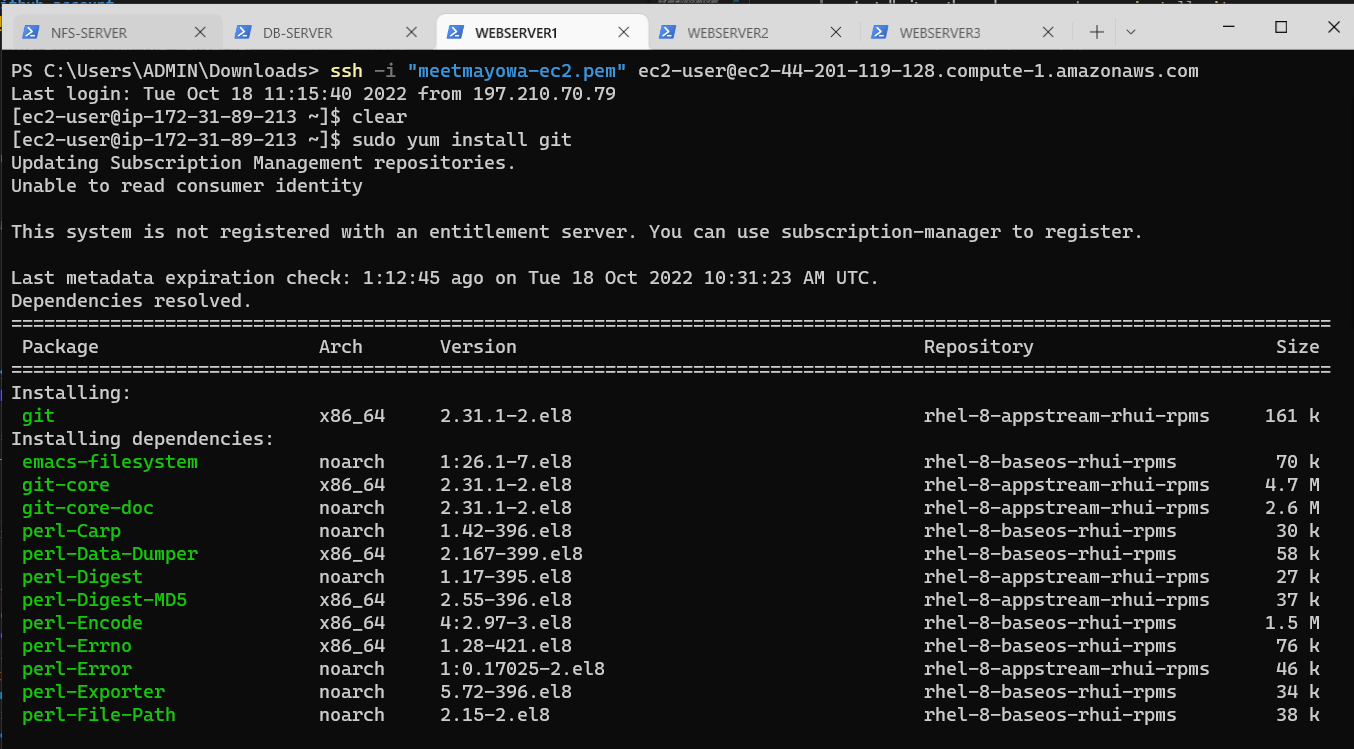 NFS-SERVER DB-SERVER WEBSERVER1 WEBSERVER2 WEBSERVER3
PS C:\Users\ADMIN\Downloads> ssh -i "meetmayowa-ec2.pem" ec2-user@ec2-44-201-119-128.compute-1.amazonaws.com
Last login: Tue Oct 18 11:15:40 2022 from 197.210.70.79
[ec2-user@ip-172-31-89-213 ~]$ clear
[ec2-user@ip-172-31-89-213 ~]$ sudo yum install git
Updating Subscription Management repositories.
Unable to read consumer identity
This system is not registered with an entitlement server. You can use subscription-manager to register.
Last metadata expiration check: 1:12:45 ago on Tue 18 Oct 2022 10:31:23 AM UTC.
Dependencies resolved.
Package Arch Version Repository Size
Installing:
git x86_64 2.31.1-2.el8 rhel-8-appstream-rhui-rpms 161 k
Installing dependencies:
emacs-filesystem noarch 1:26.1-7.el8 rhel-8-baseos-rhui-rpms 70 k
git-core x86_64 2.31.1-2.el8 rhel-8-appstream-rhui-rpms 4.7 M
git-core-doc noarch 2.31.1-2.el8 rhel-8-appstream-rhui-rpms 2.6 M
perl-Carp noarch 1.42-396.el8 rhel-8-baseos-rhui-rpms 30 k
perl-Data-Dumper x86_64 2.167-399.el8 rhel-8-baseos-rhui-rpms 58 k
perl-Digest noarch 1.17-395.el8 rhel-8-appstream-rhui-rpms 27 k
perl-Digest-MD5 x86_64 2.55-396.el8 rhel-8-appstream-rhui-rpms 37 k
perl-Encode x86_64 4:2.97-3.el8 rhel-8-baseos-rhui-rpms 1.5 M
perl-Errno x86_64 1.28-421.el8 rhel-8-baseos-rhui-rpms 76 k
perl-Error noarch 1:0.17025-2.el8 rhel-8-appstream-rhui-rpms 46 k
perl-Exporter noarch 5.72-396.el8 rhel-8-baseos-rhui-rpms 34 k
perl-File-Path noarch 2.15-2.el8 rhel-8-baseos-rhui-rpms 38 k